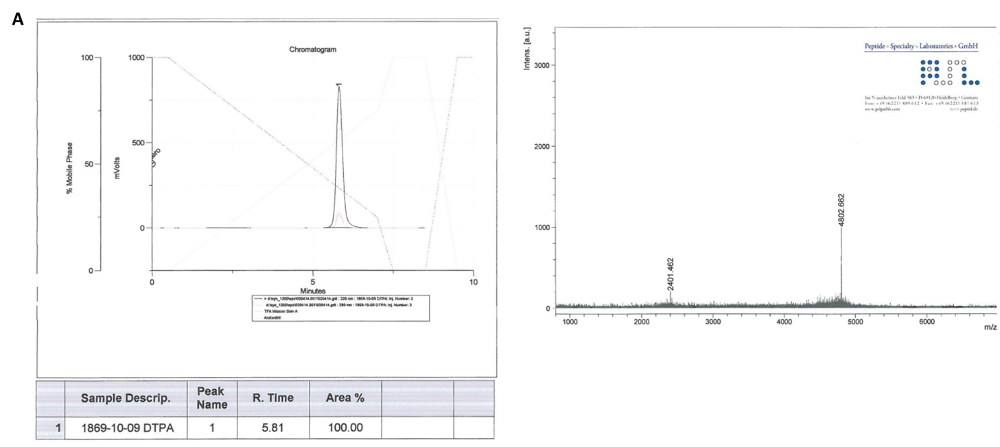 A
Chromatogram
100
50
0
% Mobile Phase
1000
500
0
mVolts
1
0
5
10
Minutes
TFA Wasser Solv A
Acetonitril
Sample Descrip.
Peak Name
R. Time
Area %
1
1869-10-09 DTPA
1
5.81
100.00
Intens. [a.u.]
3000
2000
1000
0
2401.462
4802.662
1000
2000
3000
4000
5000
6000
m/z
Peptide Specialty Laboratories GmbH
PSL